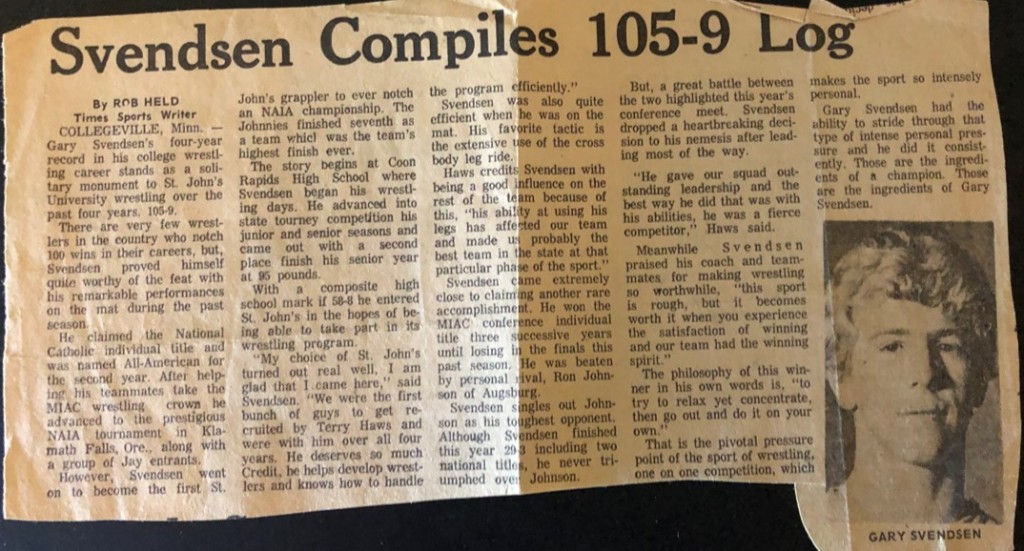 Svendsen Compiles 105-9 Log
By ROB HELD
Times Sports Writer
COLLEGEVILLE, Minn. —
Gary Svendsen's four-year
record in his college wrestl-
ing career stands as a soli-
tary monument to St. John's
University wrestling over the
past four years, 105-9.
There are very few wrest-
lers in the country who notch
100 wins in their careers, but,
Svendsen proved himself
quite worthy of the feat with
his remarkable performances
on the mat during the past
season.
He claimed the National
Catholic individual title and
was named All-American for
the second year. After help-
ing his teammates take the
MIAC wrestling crown he
advanced to the prestigious
NAIA tournament in Kla-
math Falls, Ore., along with
a group of Jay entrants.
However, Svendsen went
on to become the first St.
John's grappler to ever notch
an NAIA championship. The
Johnnies finished seventh as
a team which was the team's
highest finish ever.
The story begins at Coon
Rapids High School where
Svendsen began his wrestl-
ing days. He advanced into
state tourney competition his
junior and senior seasons and
came out with a second
place finish his senior year
at 95 pounds.
With a composite high
school mark if 58-8 he entered
St. John's in the hopes of be-
ing able to take part in its
wrestling program.
"My choice of St. John's
turned out real well, I am
glad that I came here," said
Svendsen. "We were the first
bunch of guys to get re-
cruited by Terry Haws and
were with him over all four
years. He deserves so much
Credit, he helps develop wrest-
lers and knows how to handle
the program efficiently."
Svendsen was also quite
efficient when he was on the
mat. His favorite tactic is
the extensive use of the cross
body leg ride.
Haws credits Svendsen with
being a good influence on the
rest of the team because of
this, "his ability at using his
legs has affected our team
and made us probably the
best team in the state at that
particular phase of the sport."
Svendsen came extremely
close to claiming another rare
accomplishment. He won the
MIAC conference individual
title three successive years
until losing in the finals this
past season. He was beaten
by personal rival, Ron John-
son of Augsburg.
Svendsen singles out John-
son as his toughest opponent.
Although Svendsen finished
this year 29-3 including two
national titles, he never tri-
umphed over Johnson.
But, a great battle between
the two highlighted this year's
conference meet. Svendsen
dropped a heartbreaking deci-
sion to his nemesis after lead-
ing most of the way.
"He gave our squad out-
standing leadership and the
best way he did that was with
his abilities, he was a fierce
competitor," Haws said.
Meanwhile Svendsen
praised his coach and team-
mates for making wrestling
so worthwhile, "this sport
is rough, but it becomes
worth it when you experience
the satisfaction of winning
and our team had the winning
spirit."
The philosophy of this win-
ner in his own words is, "to
try to relax yet concentrate,
then go out and do it on your
own."
That is the pivotal pressure
point of the sport of wrestling,
one on one competition, which
makes the sport so intensely
personal.
Gary Svendsen had the
ability to stride through that
type of intense personal pres-
sure and he did it consist-
ently. Those are the ingredi-
ents of a champion. Those
are the ingredients of Gary
Svendsen.
GARY SVENDSEN